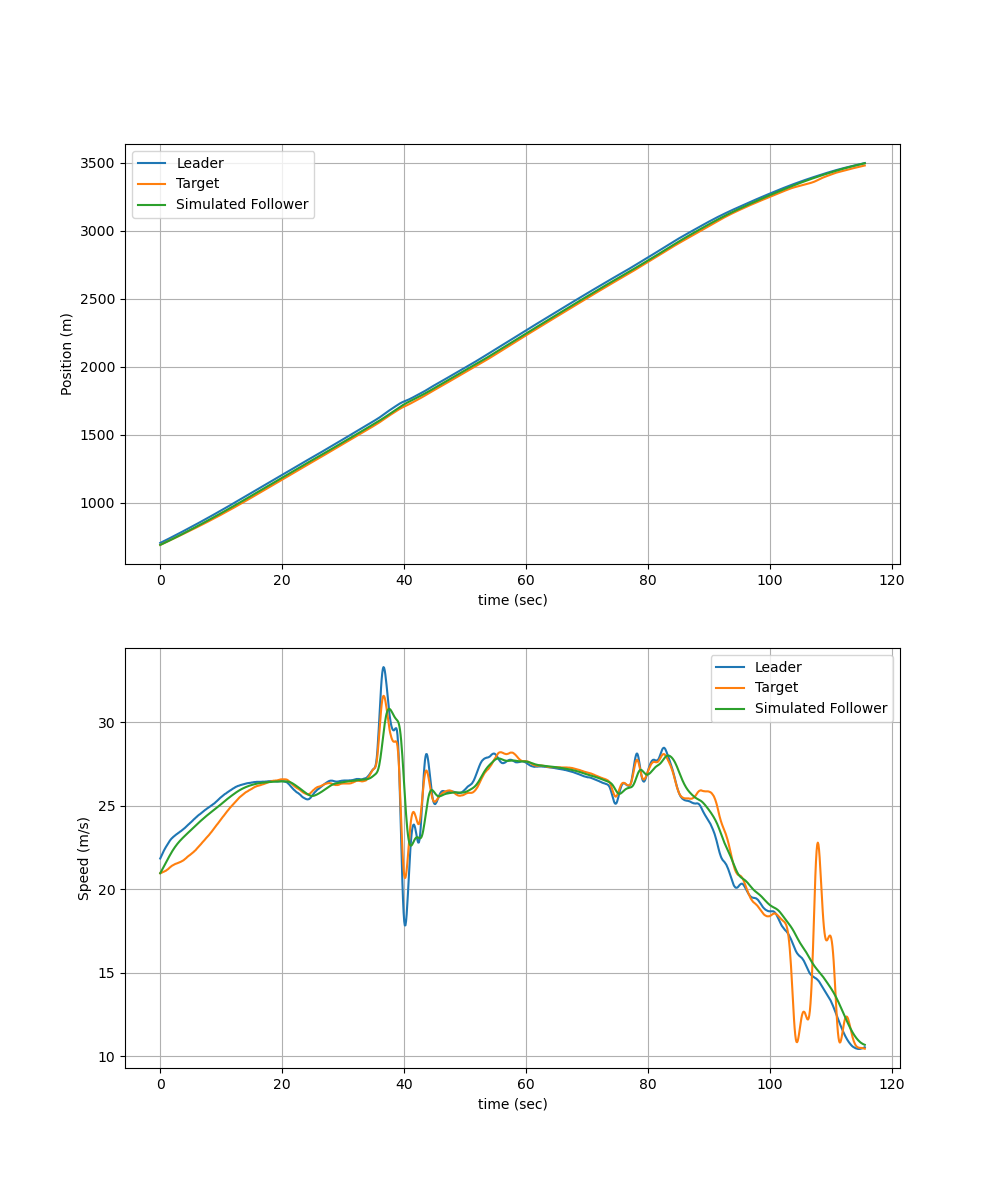 3500
3000
2500
2000
1500
1000
Position (m)
Leader
Target
Simulated Follower
0 20 40 60 80 100 120
time (sec)
30
25
20
15
10
Speed (m/s)
Leader
Target
Simulated Follower
0 20 40 60 80 100 120
time (sec)